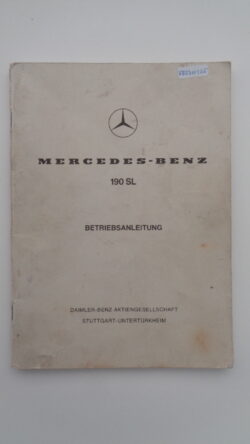 MERCEDES-BENZ
190 SL
BETRIEBSANLEITUNG
DAIMLER-BENZ AKTIENGESELLSCHAFT
STUTTGART-UNTERTÜRKHEIM